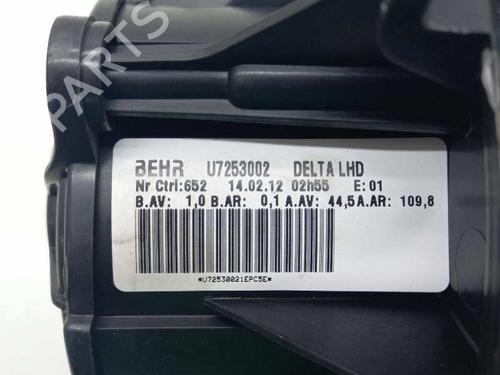 BEHR U7253002 DELTA LHD
Nr Ctrl:652 14.02.12 02h55 E:01
B.AV: 1,0 B.AR: 0,1 A.AV: 44,5 A.AR: 109,8
*U72530021EPC5E*
B-PARTS